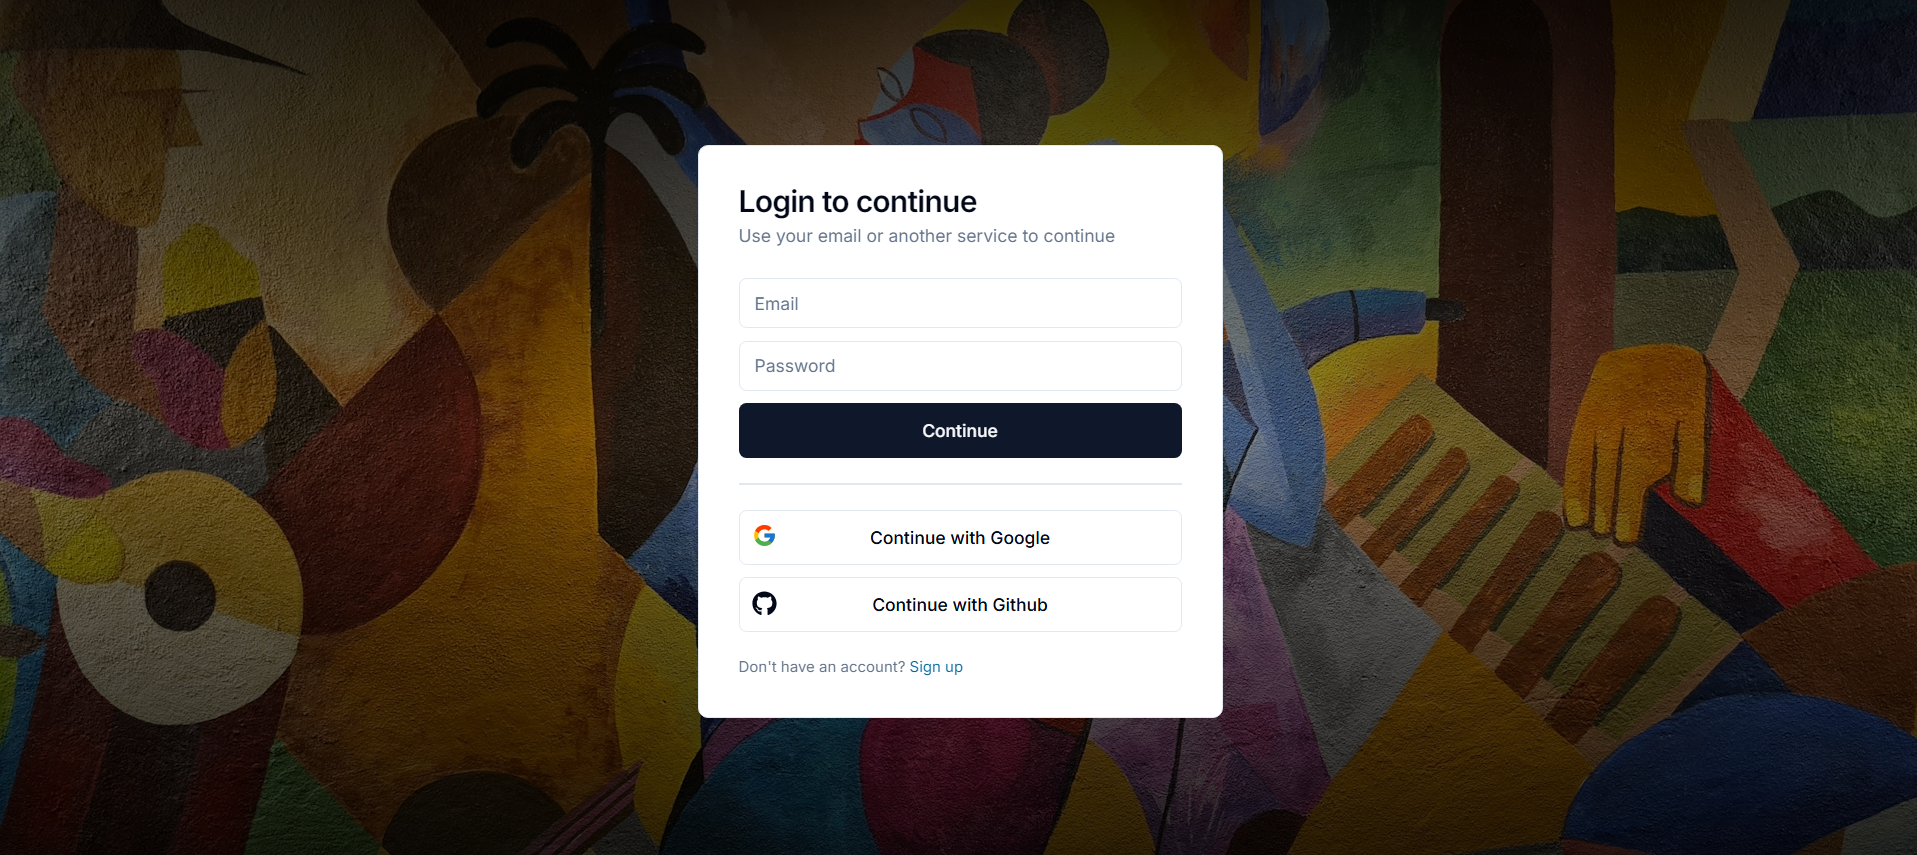 Login to continue
Use your email or another service to continue
Email
Password
Continue
Continue with Google
Continue with Github
Don't have an account? Sign up